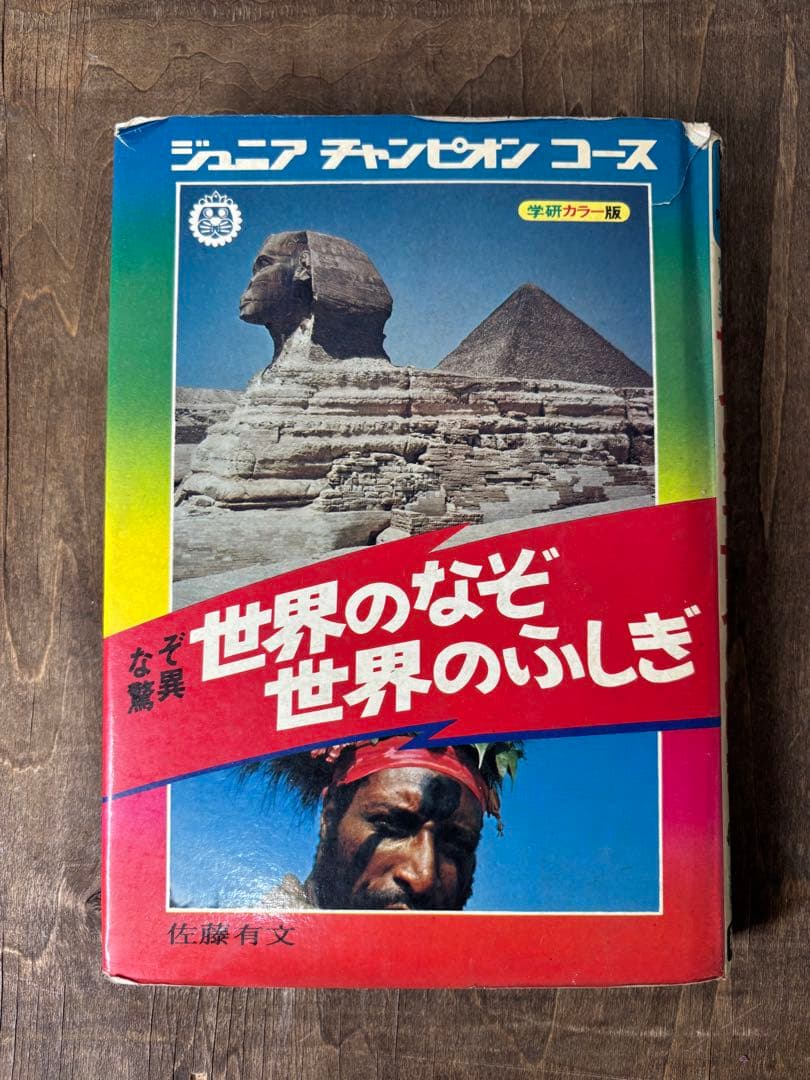 ジュニア チャンピオン コース
学研カラー版
なぞ
驚異
世界のなぞ
世界のふしぎ
佐藤有文